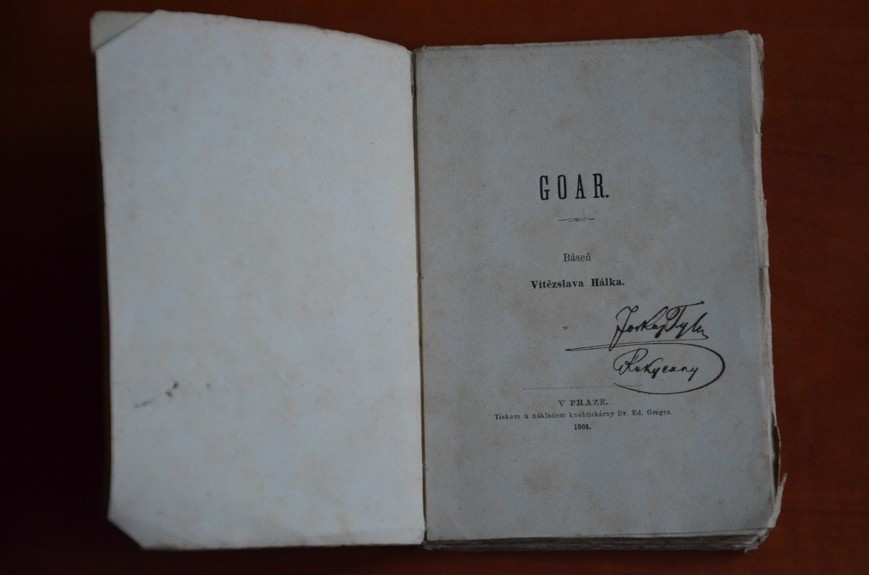 GOAR.
Báseň
Vítězslava Hálka.
Rokycany
V PRAZE.
Tiskem a nákladem knihtiskárny Dr. Ed. Grégra.